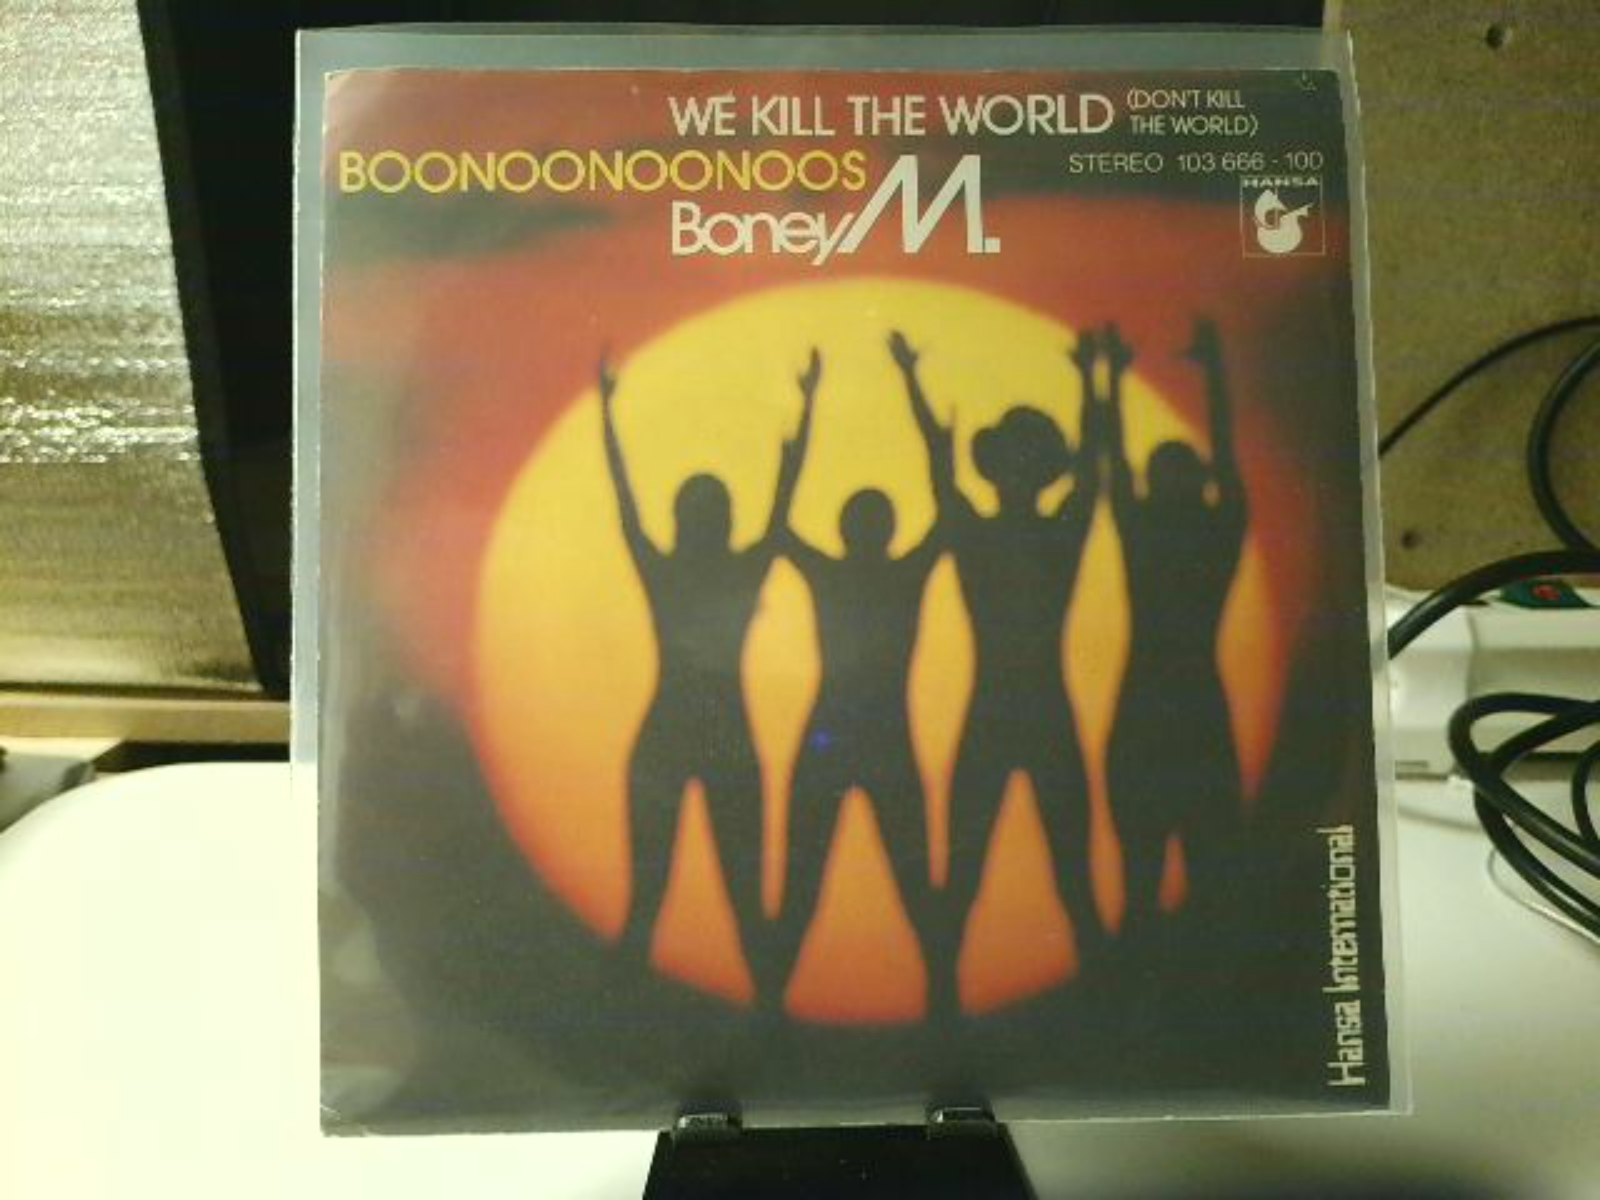 WE KILL THE WORLD (DON'T KILL
THE WORLD)
BOONOONOONOOS
STEREO 103 666 - 100
HANSA
Boney M.
Hansa International